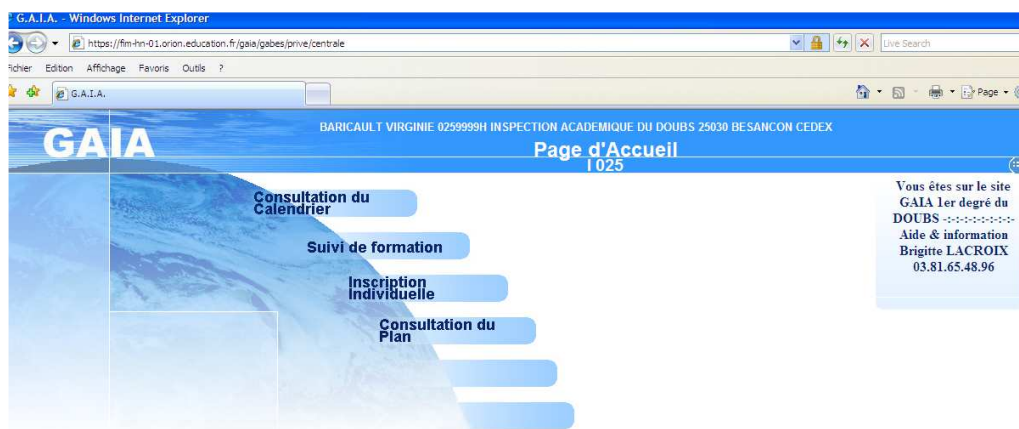 G.A.I.A. - Windows Internet Explorer
https://fim-hn-01.orion.education.fr/gaia/gabes/prive/centrale
Live Search
Fichier Edition Affichage Favoris Outils ?
G.A.I.A.
Page
BARICAULT VIRGINIE 0259999H INSPECTION ACADEMIQUE DU DOUBS 25030 BESANCON CEDEX
GAIA
Page d'Accueil
I 025
Consultation du
Calendrier
Suivi de formation
Inscription
Individuelle
Consultation du
Plan
Vous êtes sur le site
GAIA 1er degré du
DOUBS -:-:-:-:-:-:-:-
Aide & information
Brigitte LACROIX
03.81.65.48.96